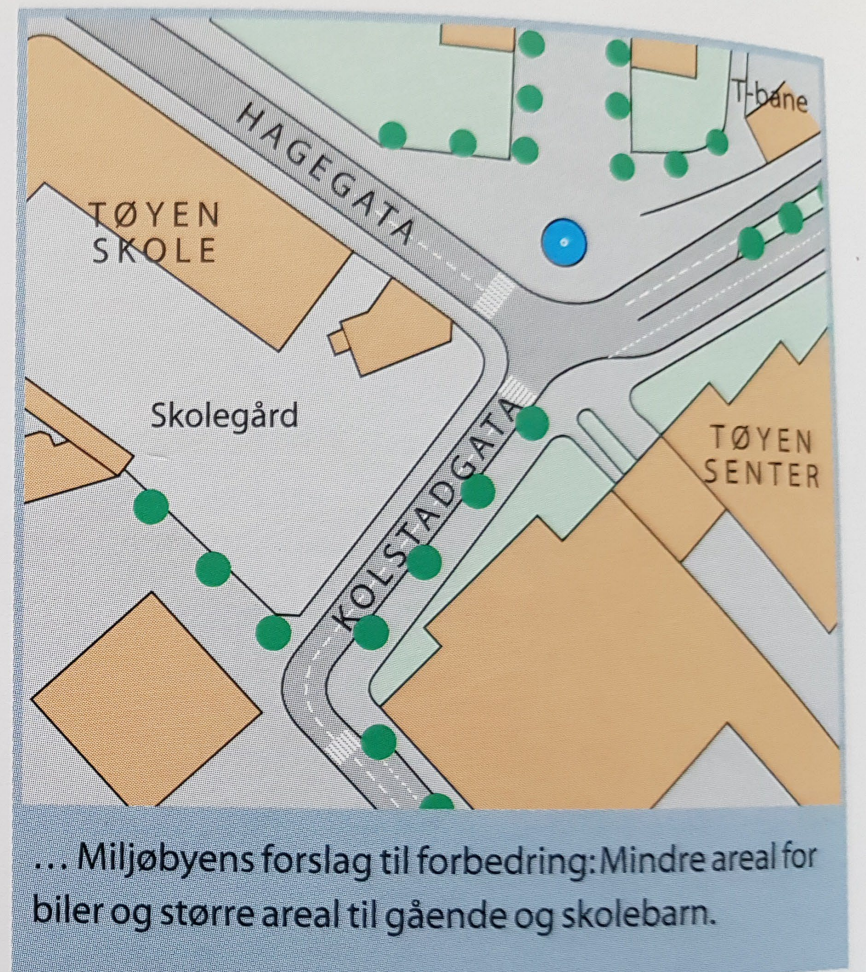 T-bane
HAGEGATA
TØYEN
SKOLE
Skolegård
TØYEN
SENTER
KOLSTADGATA
... Miljøbyens forslag til forbedring: Mindre areal for
biler og større areal til gående og skolebarn.